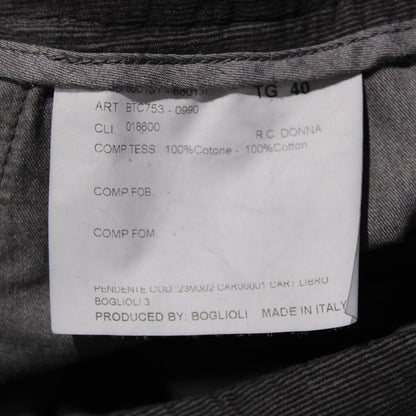 TG 40
ART BTC753 - 0990
CLI. 018600
R.C. DONNA
COMP.TESS. 100%Cotone - 100%Cotton
COMP.FOB.
COMP.FOM.
PENDENTE COD.:23M302 CAR00001 CART.LIBRO
BOGLIOLI 3
PRODUCED BY: BOGLIOLI MADE IN ITALY